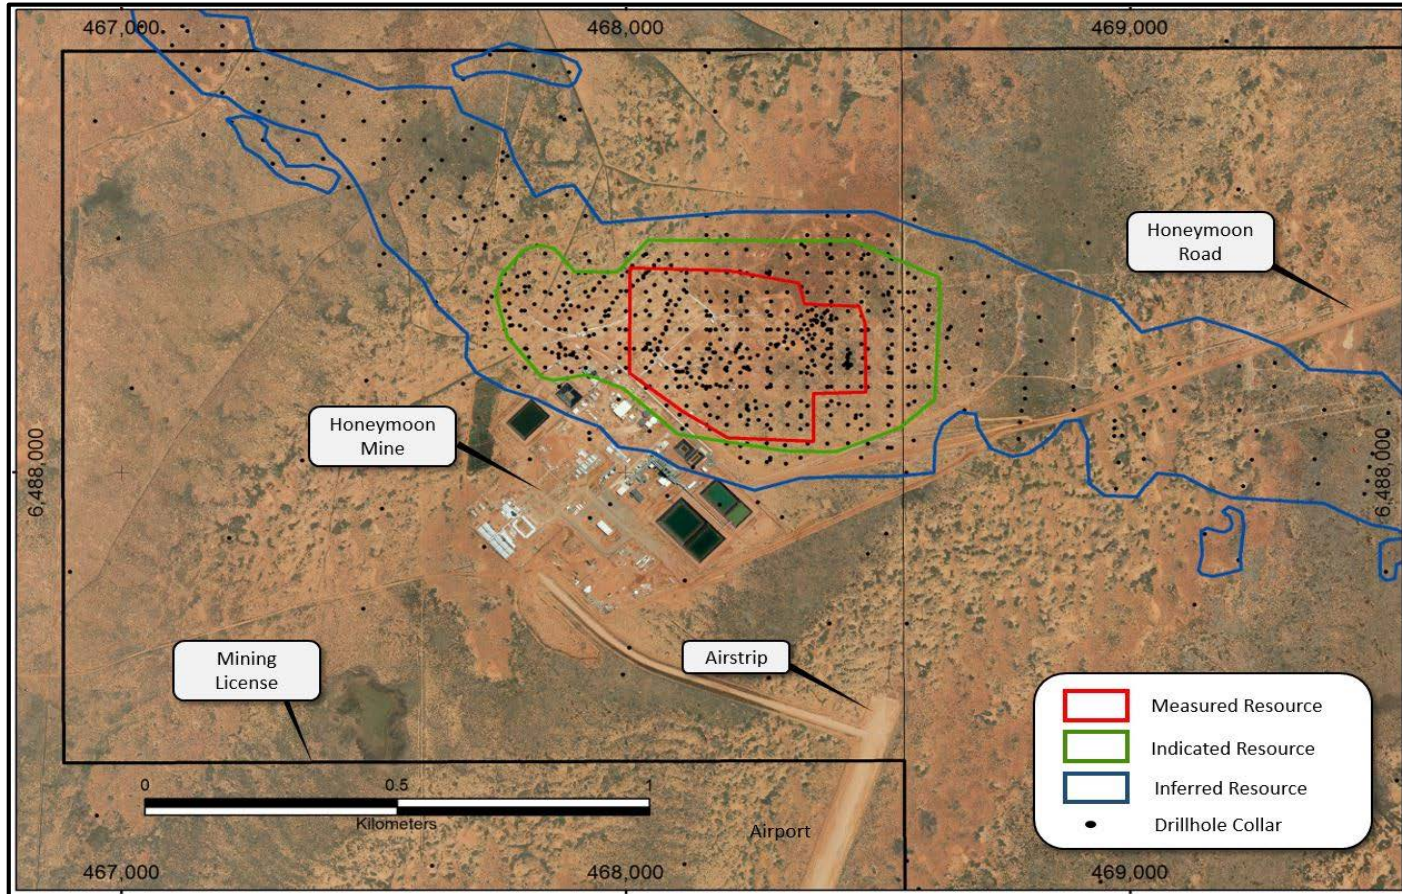 467,000
468,000
469,000
Honeymoon
Road
Honeymoon
Mine
6,488,000
6,488,000
Mining
License
Airstrip
Measured Resource
Indicated Resource
Inferred Resource
Drillhole Collar
0
0.5
1
Kilometers
Airport
467,000
468,000
469,000